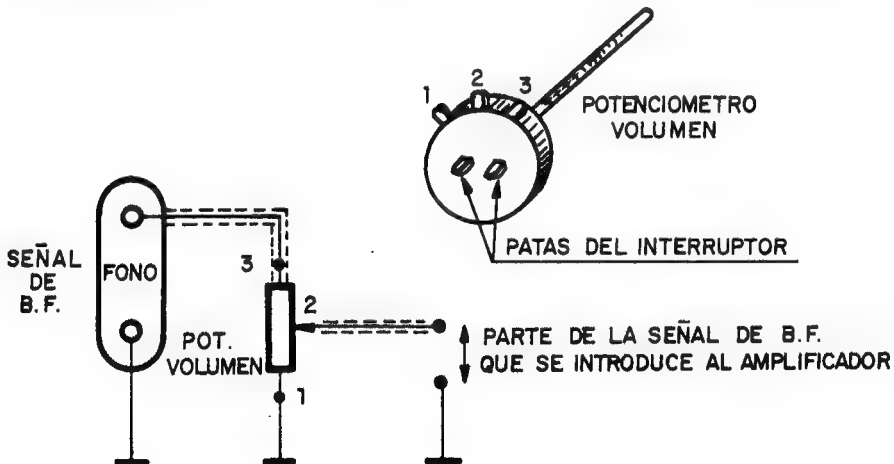 1
2
3
POTENCIOMETRO
VOLUMEN
PATAS DEL INTERRUPTOR
SEÑAL
DE
B.F.
FONO
3
2
POT.
VOLUMEN
1
PARTE DE LA SEÑAL DE B.F.
QUE SE INTRODUCE AL AMPLIFICADOR